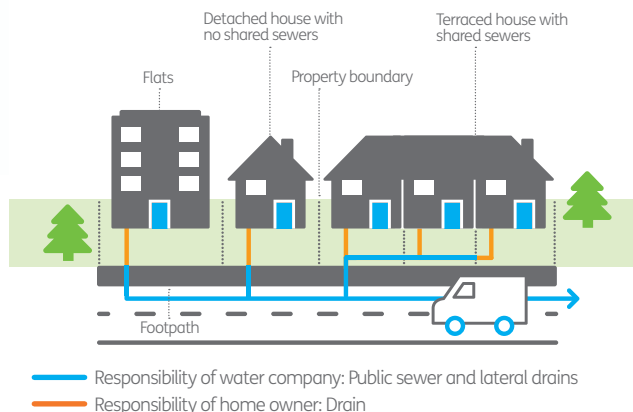 Detached house with
no shared sewers
Terraced house with
shared sewers
Flats
Property boundary
Footpath
Responsibility of water company: Public sewer and lateral drains
Responsibility of home owner: Drain